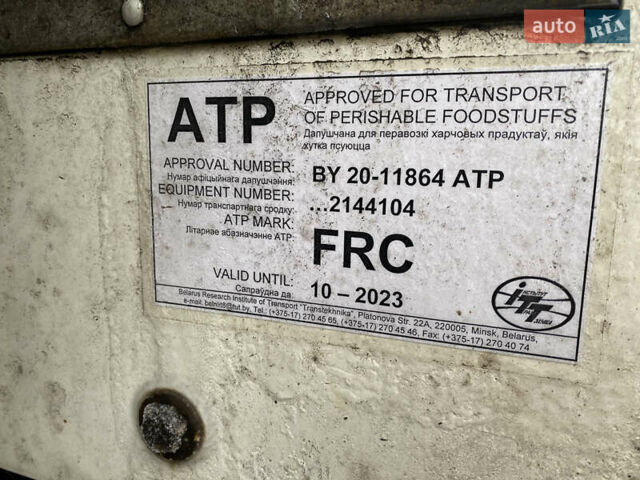 auto RIA
ATP
APPROVED FOR TRANSPORT
OF PERISHABLE FOODSTUFFS
Дапушчана для перавозкі харчовых прадуктаў, якія
хутка псуюцца
APPROVAL NUMBER:
Нумар афіцыйнага дапушчэння:
BY 20-11864 ATP
EQUIPMENT NUMBER:
Нумар транспартнага сродку:
...2144104
ATP MARK:
Літарнае абазначэнне ATP:
FRC
VALID UNTIL:
Сапраўдна да:
10 – 2023
Belarus Research Institute of Transport "Transtekhnika", Platonova Str. 22A, 220005, Minsk, Belarus,
Tel.: (+375-17) 270 45 65, (+375-17) 270 45 46, Fax: (+375-17) 270 40 74